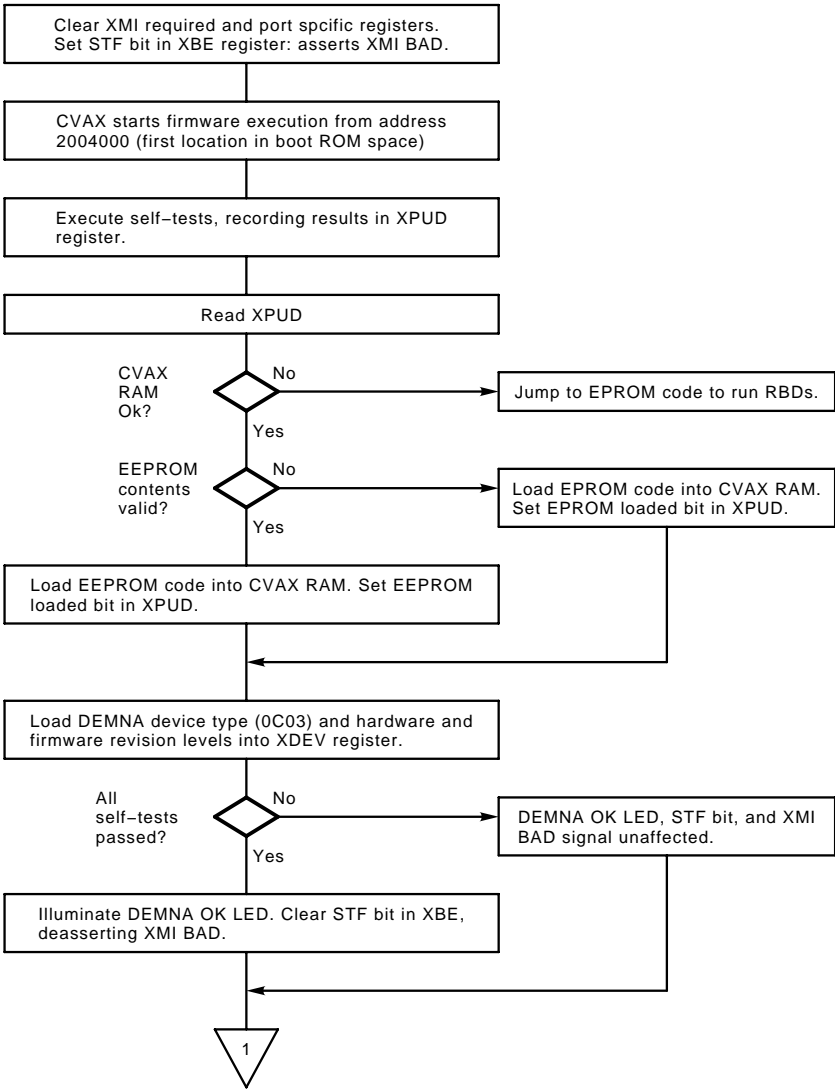 Clear XMI required and port spcific registers.
Set STF bit in XBE register: asserts XMI BAD.
CVAX starts firmware execution from address
2004000 (first location in boot ROM space)
Execute self−tests, recording results in XPUD
register.
Read XPUD
CVAX
RAM
Ok?
No
Yes
Jump to EPROM code to run RBDs.
EEPROM
contents
valid?
No
Yes
Load EPROM code into CVAX RAM.
Set EPROM loaded bit in XPUD.
Load EEPROM code into CVAX RAM. Set EEPROM
loaded bit in XPUD.
Load DEMNA device type (0C03) and hardware and
firmware revision levels into XDEV register.
All
self−tests
passed?
No
Yes
DEMNA OK LED, STF bit, and XMI
BAD signal unaffected.
Illuminate DEMNA OK LED. Clear STF bit in XBE,
deasserting XMI BAD.
1